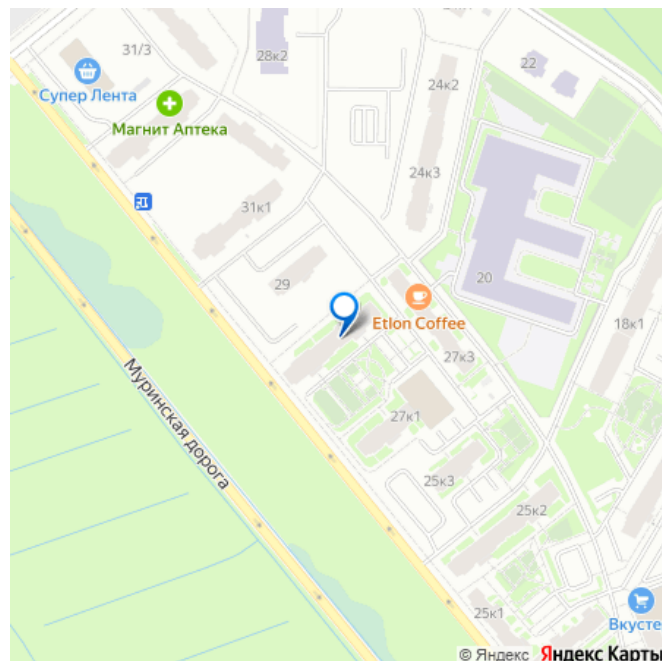 31/3
28к2
24к2
22
Супер Лента
Магнит Аптека
24к3
31к1
20
29
Etlon Coffee
18к1
27к3
Муринская дорога
27к1
25к3
25к2
25к1
Вкусте
© Яндекс Яндекс Карты